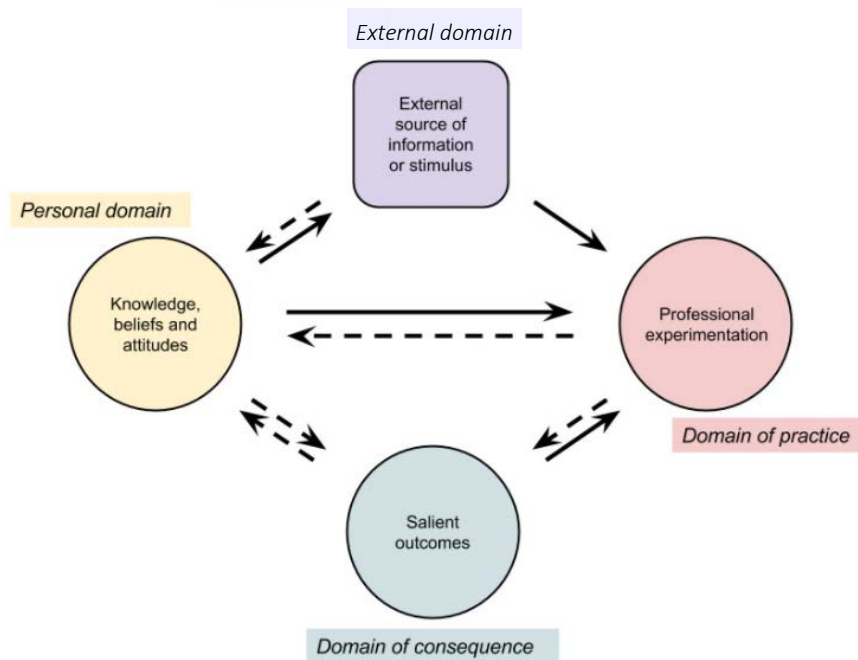 External domain
External
source of
information
or stimulus
Personal domain
Knowledge,
beliefs and
attitudes
Professional
experimentation
Domain of practice
Salient
outcomes
Domain of consequence